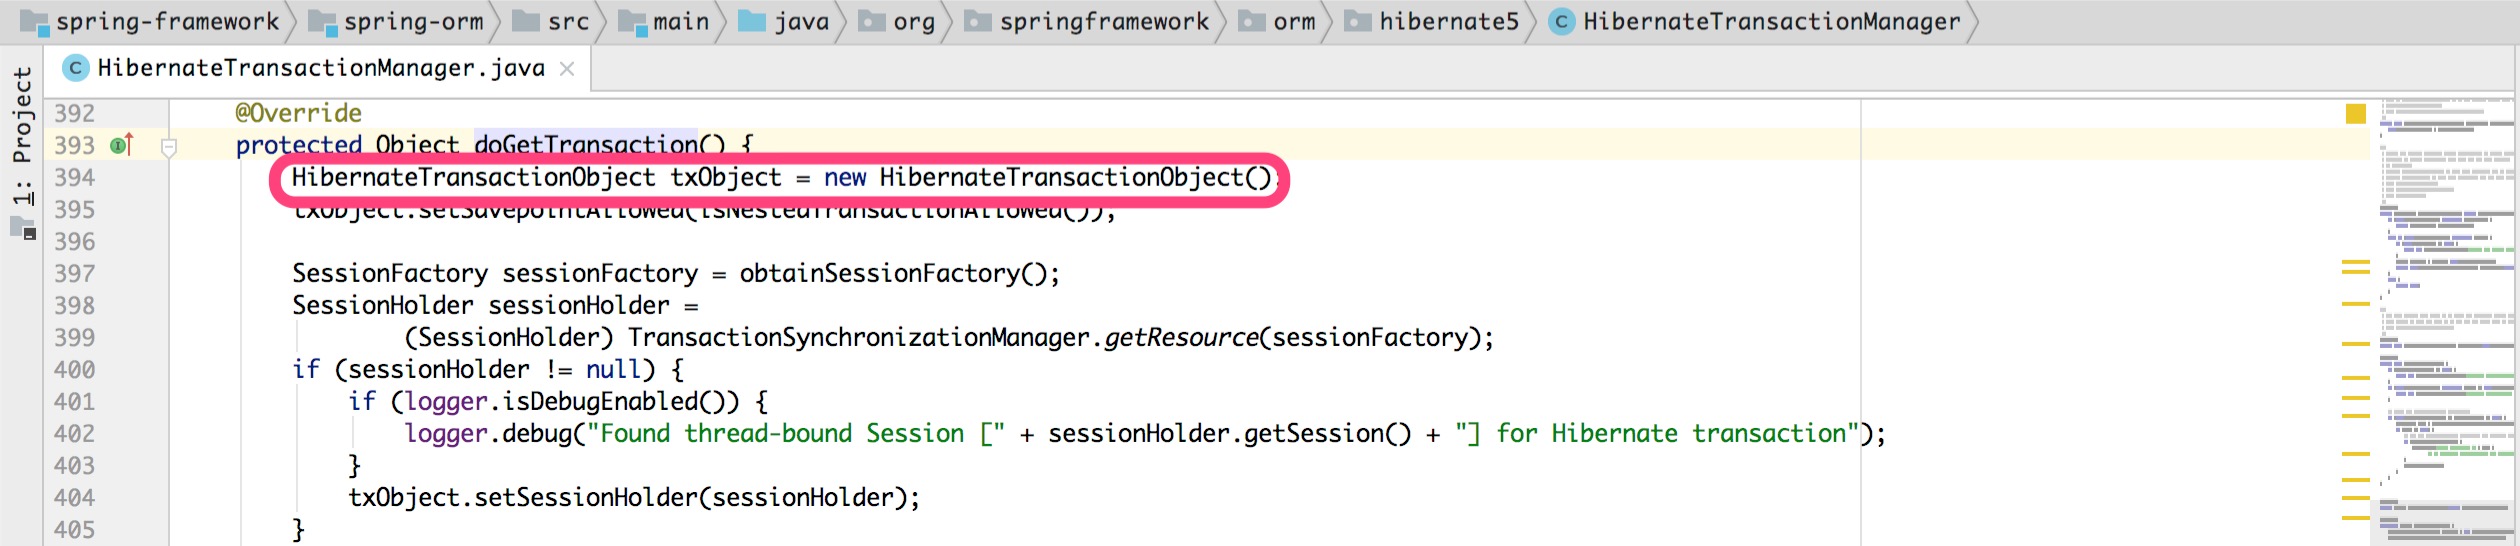 spring-framework spring-orm src main java org springframework orm hibernate5 HibernateTransactionManager
HibernateTransactionManager.java
1: Project
392 @Override
393 protected Object doGetTransaction() {
394 HibernateTransactionObject txObject = new HibernateTransactionObject()
395 txObject.setSavepointAllowed(isNestedTransactionAllowed());
396
397 SessionFactory sessionFactory = obtainSessionFactory();
398 SessionHolder sessionHolder =
399 (SessionHolder) TransactionSynchronizationManager.getResource(sessionFactory);
400 if (sessionHolder != null) {
401 if (logger.isDebugEnabled()) {
402 logger.debug("Found thread-bound Session [" + sessionHolder.getSession() + "] for Hibernate transaction");
403 }
404 txObject.setSessionHolder(sessionHolder);
405 }